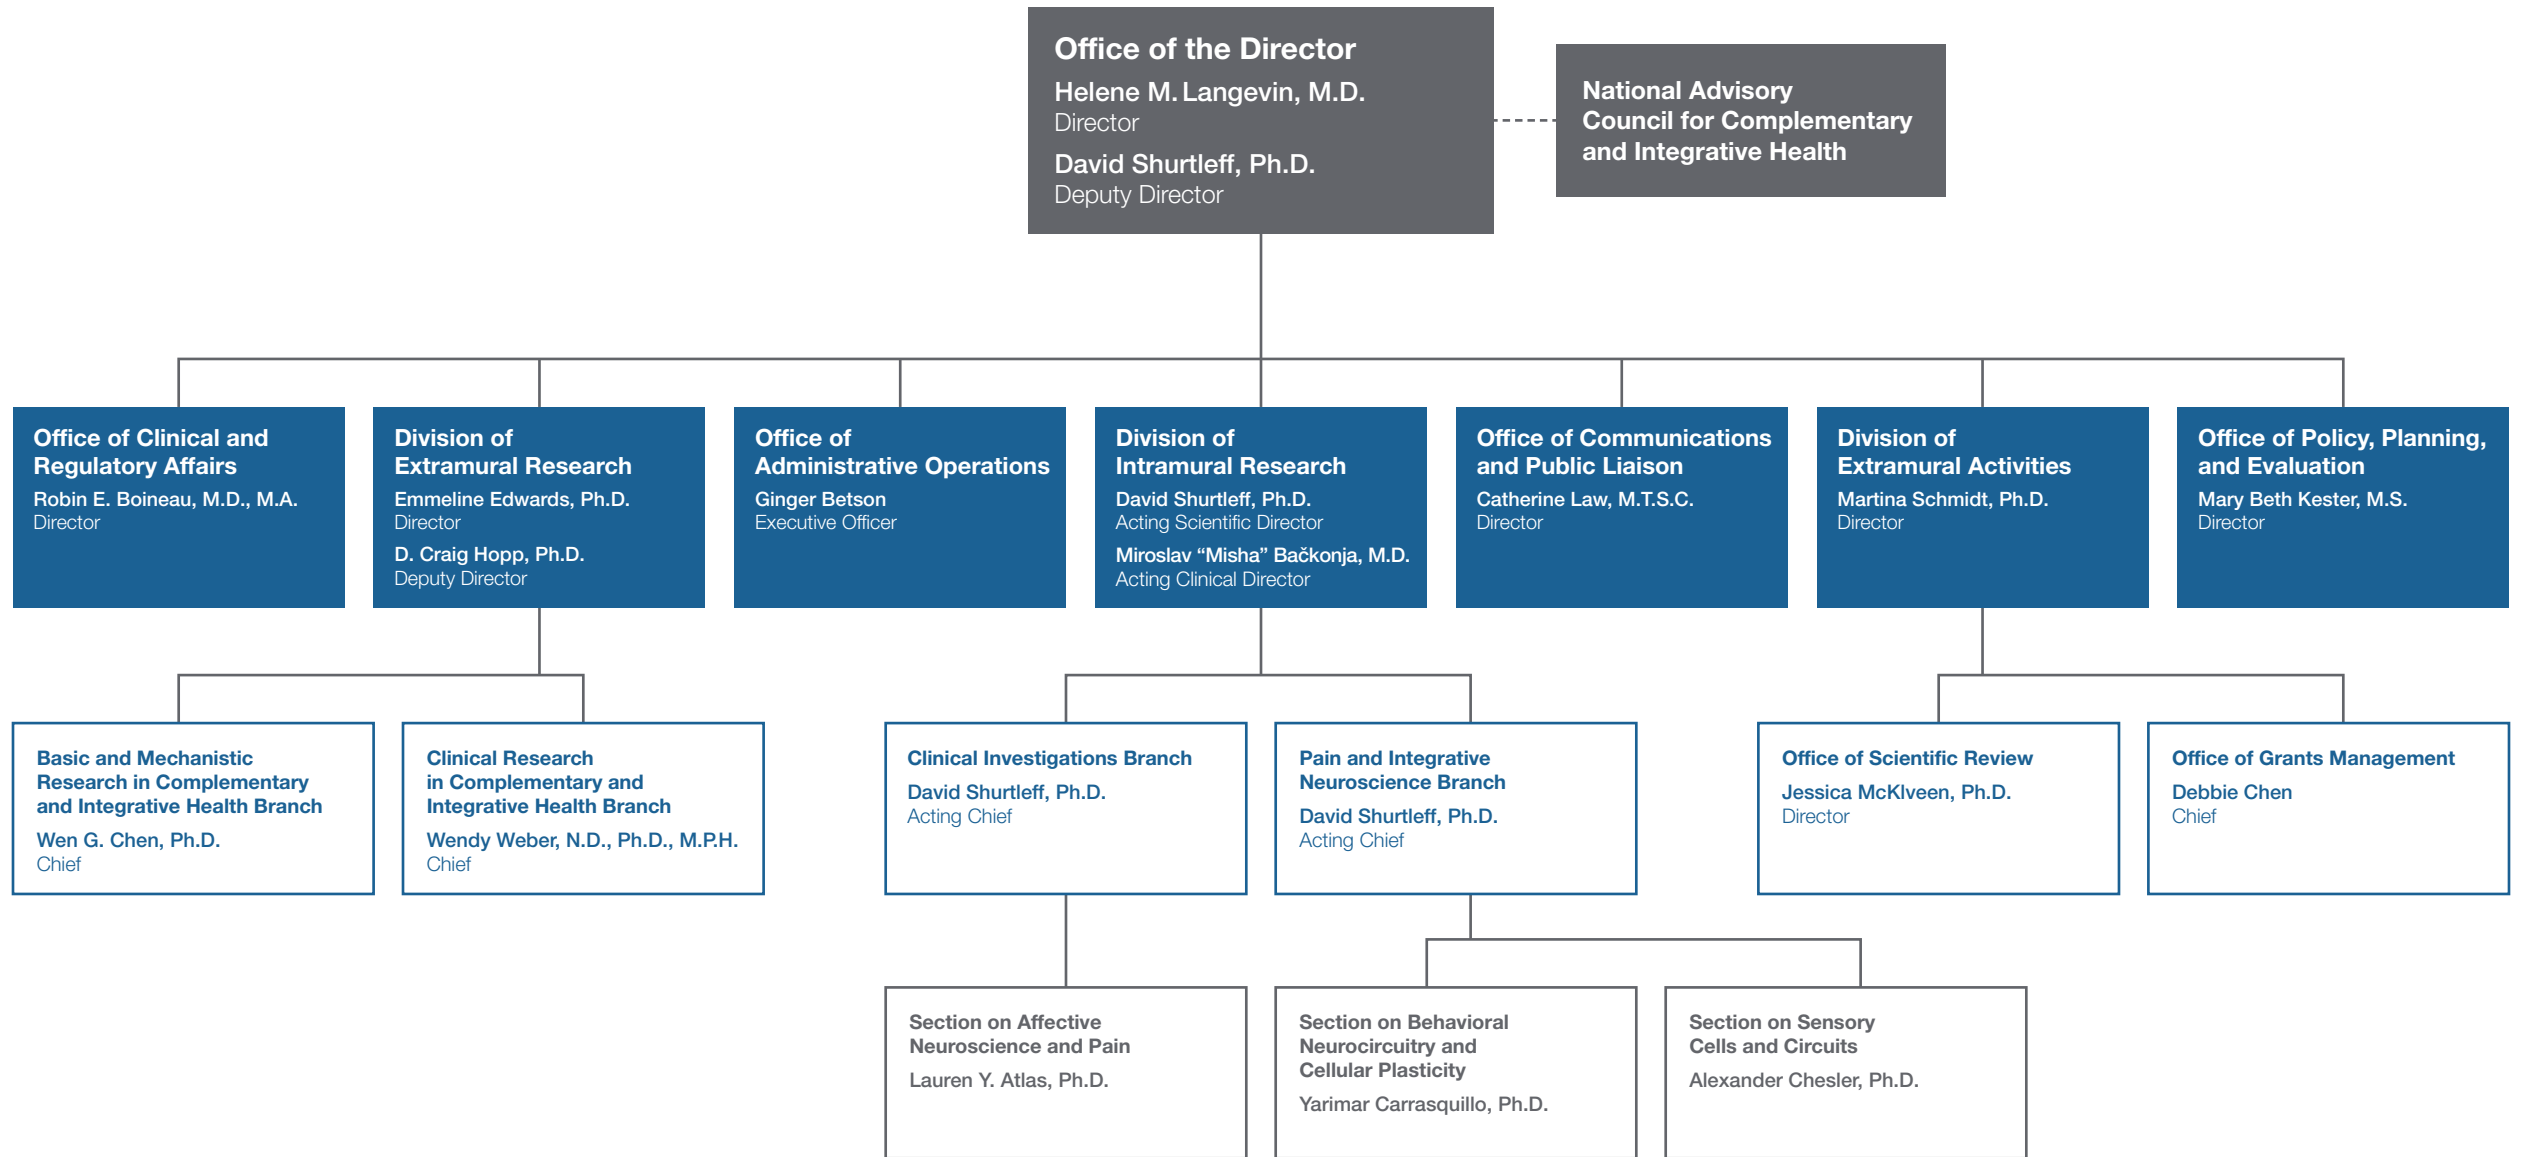 Office of the Director
Helene M. Langevin, M.D.
Director
David Shurtleff, Ph.D.
Deputy Director
National Advisory
Council for Complementary
and Integrative Health
Office of Clinical and
Regulatory Affairs
Robin E. Boineau, M.D., M.A.
Director
Division of
Extramural Research
Emmeline Edwards, Ph.D.
Director
D. Craig Hopp, Ph.D.
Deputy Director
Office of
Administrative Operations
Ginger Betson
Executive Officer
Division of
Intramural Research
David Shurtleff, Ph.D.
Acting Scientific Director
Miroslav “Misha” Bačkonja, M.D.
Acting Clinical Director
Office of Communications
and Public Liaison
Catherine Law, M.T.S.C.
Director
Division of
Extramural Activities
Martina Schmidt, Ph.D.
Director
Office of Policy, Planning,
and Evaluation
Mary Beth Kester, M.S.
Director
Basic and Mechanistic
Research in Complementary
and Integrative Health Branch
Wen G. Chen, Ph.D.
Chief
Clinical Research
in Complementary and
Integrative Health Branch
Wendy Weber, N.D., Ph.D., M.P.H.
Chief
Clinical Investigations Branch
David Shurtleff, Ph.D.
Acting Chief
Pain and Integrative
Neuroscience Branch
David Shurtleff, Ph.D.
Acting Chief
Office of Scientific Review
Jessica McKlveen, Ph.D.
Director
Office of Grants Management
Debbie Chen
Chief
Section on Affective
Neuroscience and Pain
Lauren Y. Atlas, Ph.D.
Section on Behavioral
Neurocircuitry and
Cellular Plasticity
Yarimar Carrasquillo, Ph.D.
Section on Sensory
Cells and Circuits
Alexander Chesler, Ph.D.